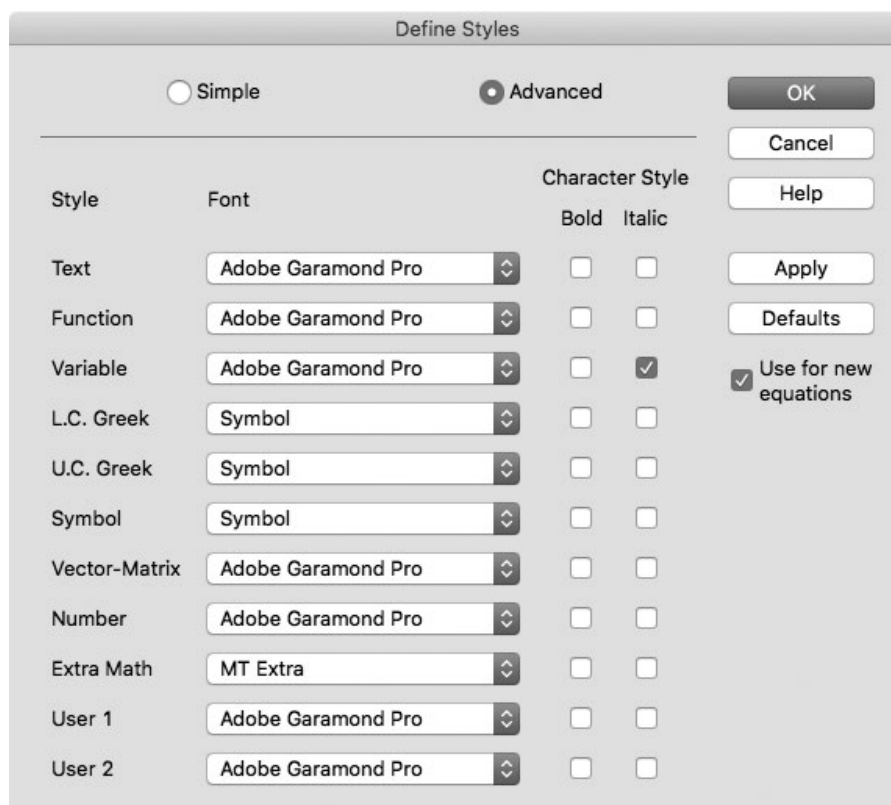 Define Styles
Simple Advanced OK
Cancel
Character Style
Style Font Help
Bold Italic
Text Adobe Garamond Pro Apply
Function Adobe Garamond Pro Defaults
Variable Adobe Garamond Pro Use for new
equations
L.C. Greek Symbol
U.C. Greek Symbol
Symbol Symbol
Vector-Matrix Adobe Garamond Pro
Number Adobe Garamond Pro
Extra Math MT Extra
User 1 Adobe Garamond Pro
User 2 Adobe Garamond Pro